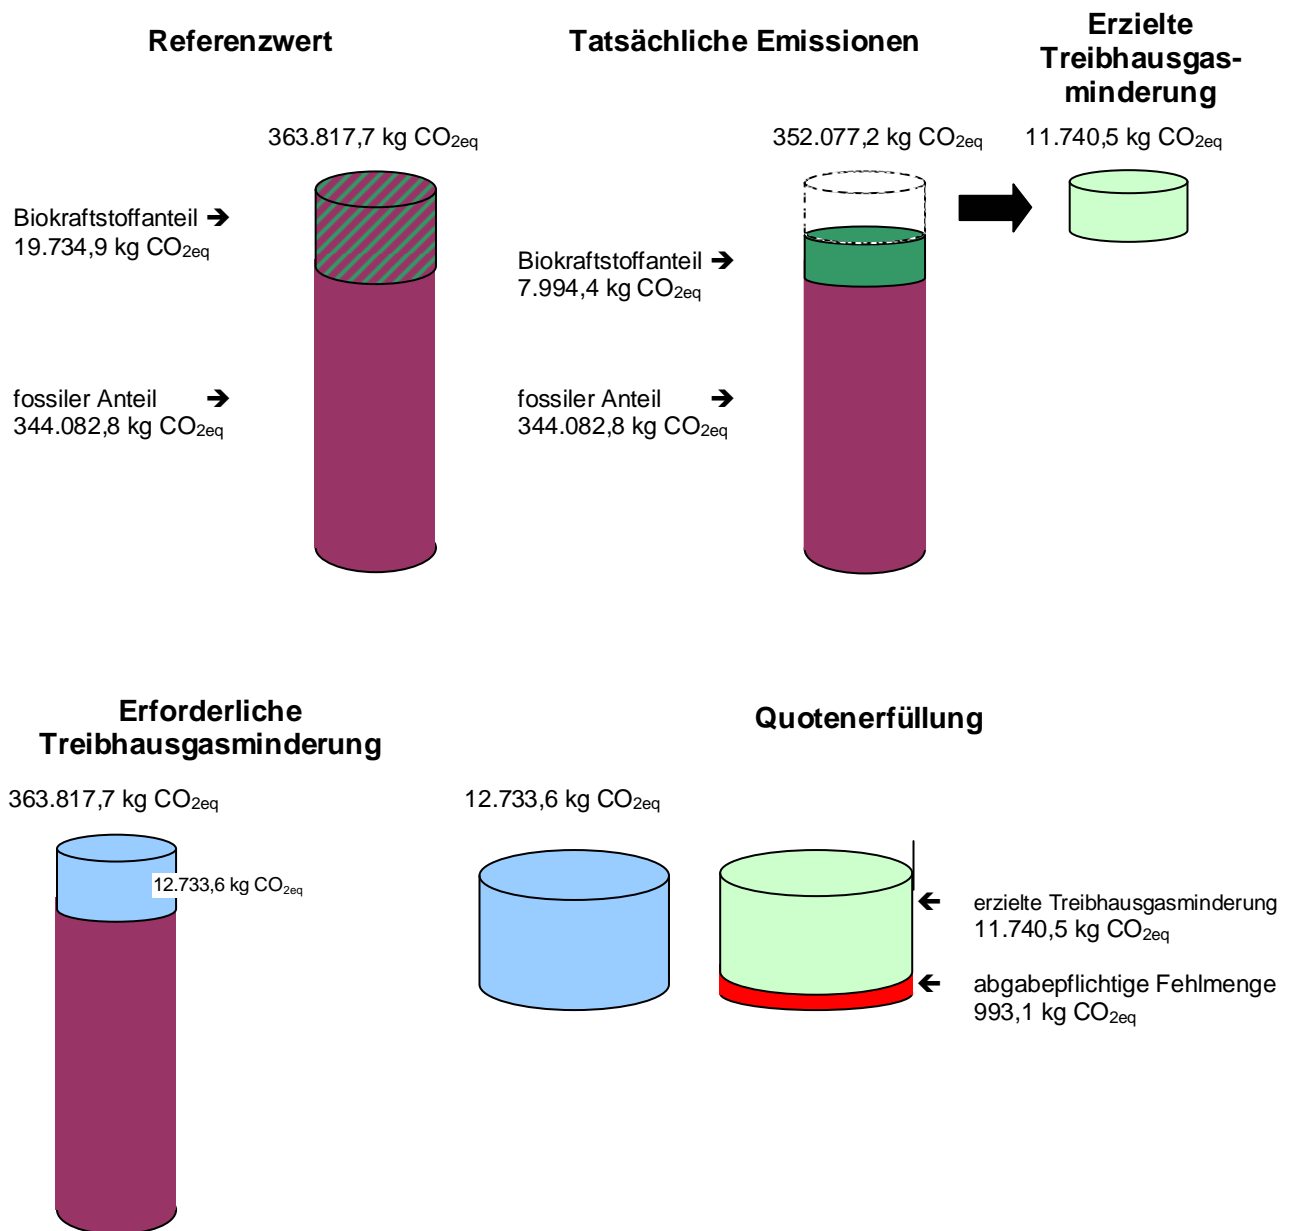 Referenzwert
363.817,7 kg CO2eq
Biokraftstoffanteil ➔
19.734,9 kg CO2eq
fossiler Anteil ➔
344.082,8 kg CO2eq
Tatsächliche Emissionen
352.077,2 kg CO2eq
Biokraftstoffanteil ➔
7.994,4 kg CO2eq
fossiler Anteil ➔
344.082,8 kg CO2eq
Erzielte
Treibhausgas-
minderung
11.740,5 kg CO2eq
Erforderliche
Treibhausgasminderung
363.817,7 kg CO2eq
12.733,6 kg CO2eq
Quotenerfüllung
12.733,6 kg CO2eq
erzielte Treibhausgasminderung
11.740,5 kg CO2eq
abgabepflichtige Fehlmenge
993,1 kg CO2eq